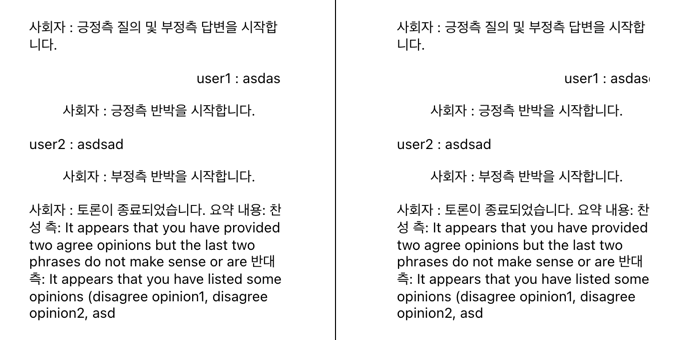 사회자 : 긍정측 질의 및 부정측 답변을 시작합
니다.
user1 : asdas
사회자 : 긍정측 반박을 시작합니다.
user2 : asdsad
사회자 : 부정측 반박을 시작합니다.
사회자 : 토론이 종료되었습니다. 요약 내용: 찬
성 측: It appears that you have provided
two agree opinions but the last two
phrases do not make sense or are 반대
측: It appears that you have listed some
opinions (disagree opinion1, disagree
opinion2, asd
사회자 : 긍정측 질의 및 부정측 답변을 시작합
니다.
user1 : asdas
사회자 : 긍정측 반박을 시작합니다.
user2 : asdsad
사회자 : 부정측 반박을 시작합니다.
사회자 : 토론이 종료되었습니다. 요약 내용: 찬
성 측: It appears that you have provided
two agree opinions but the last two
phrases do not make sense or are 반대
측: It appears that you have listed some
opinions (disagree opinion1, disagree
opinion2, asd